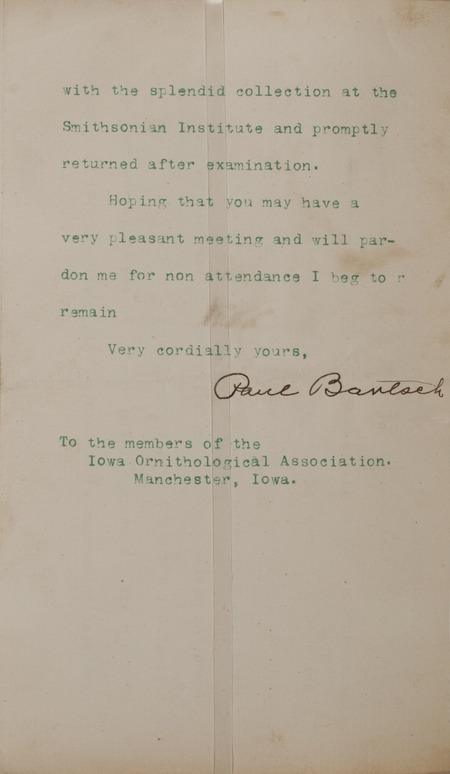 with the splendid collection at the
Smithsonian Institute and promptly
returned after examination.
Hoping that you may have a
very pleasant meeting and will par-
don me for non attendance I beg to r
remain
Very cordially yours,
Paul Bartsch
To the members of the
Iowa Ornithological Association.
Manchester, Iowa.